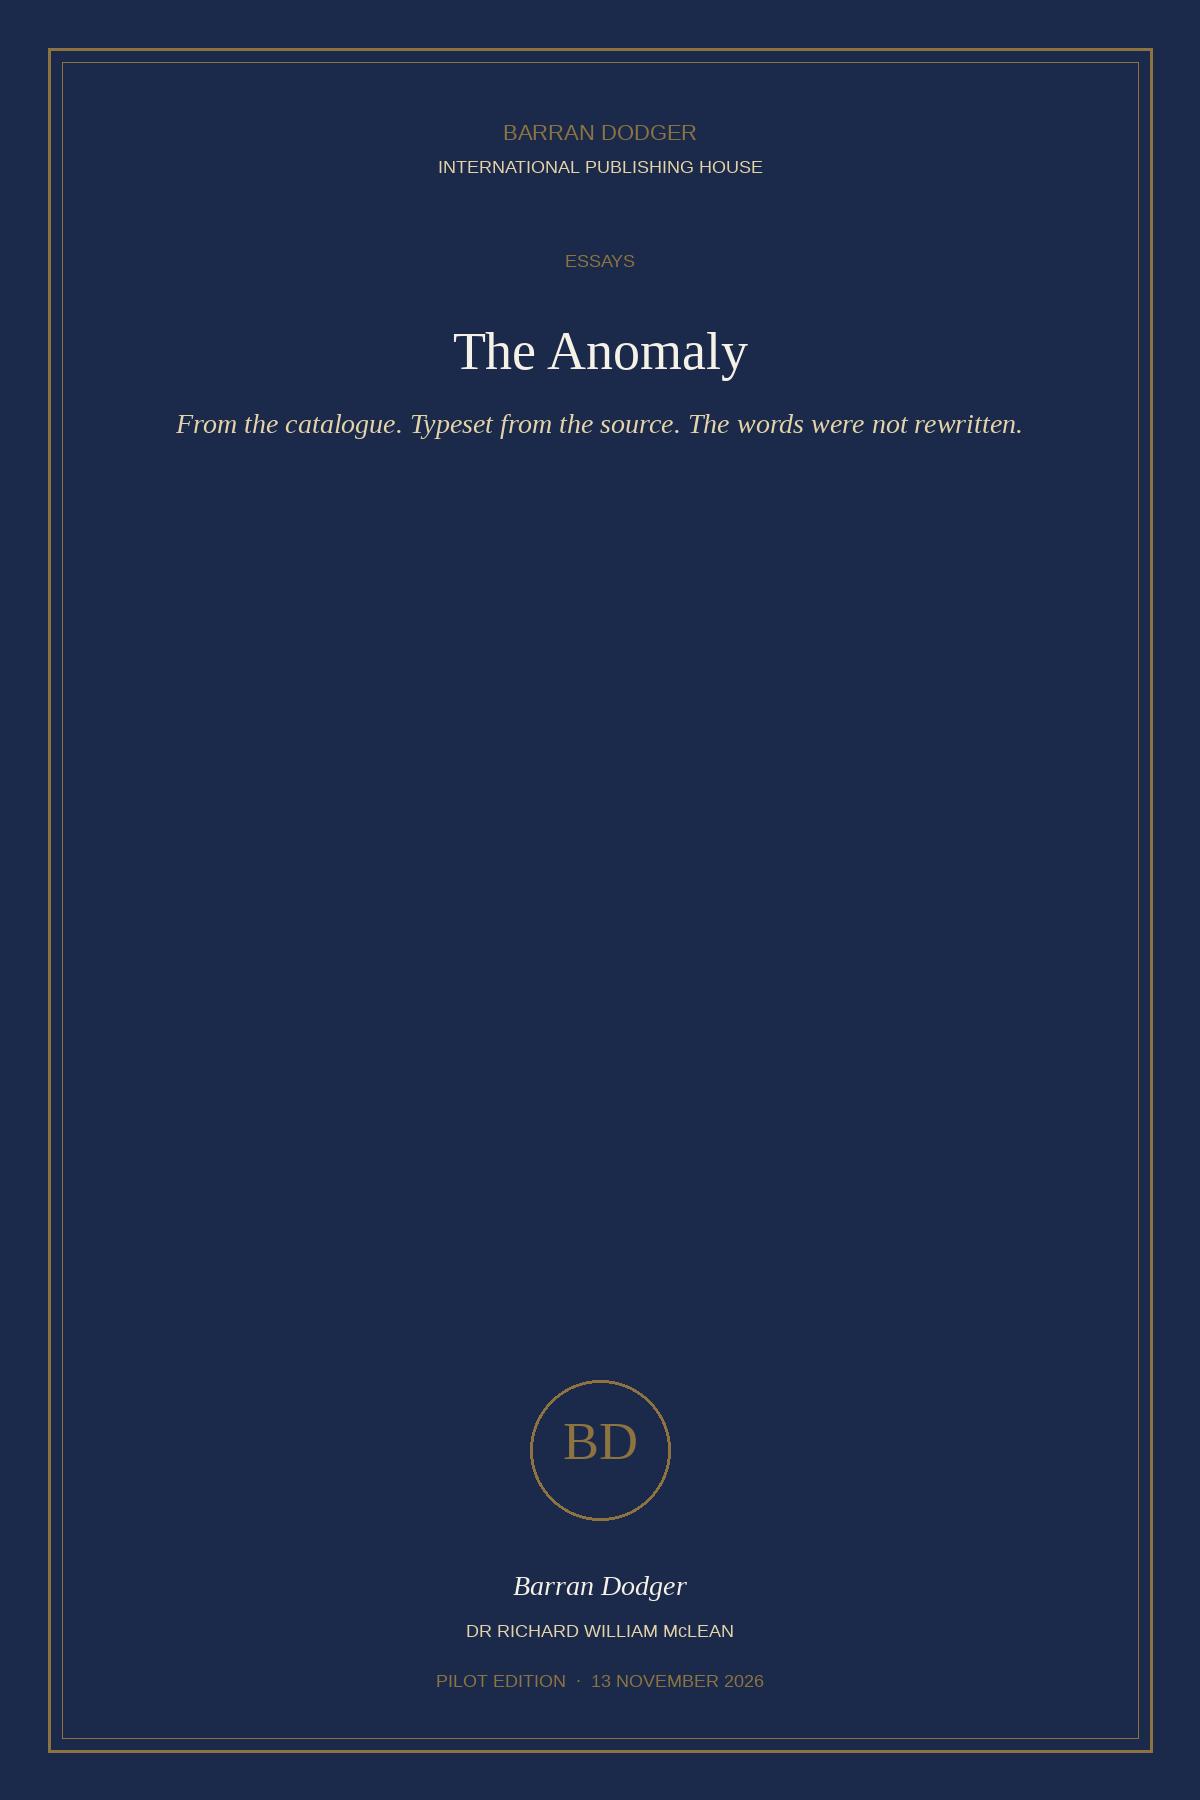 BARRAN DODGER
INTERNATIONAL PUBLISHING HOUSE
ESSAYS
The Anomaly
From the catalogue. Typeset from the source. The words were not rewritten.
BD
Barran Dodger
DR RICHARD WILLIAM McLEAN
PILOT EDITION · 13 NOVEMBER 2026